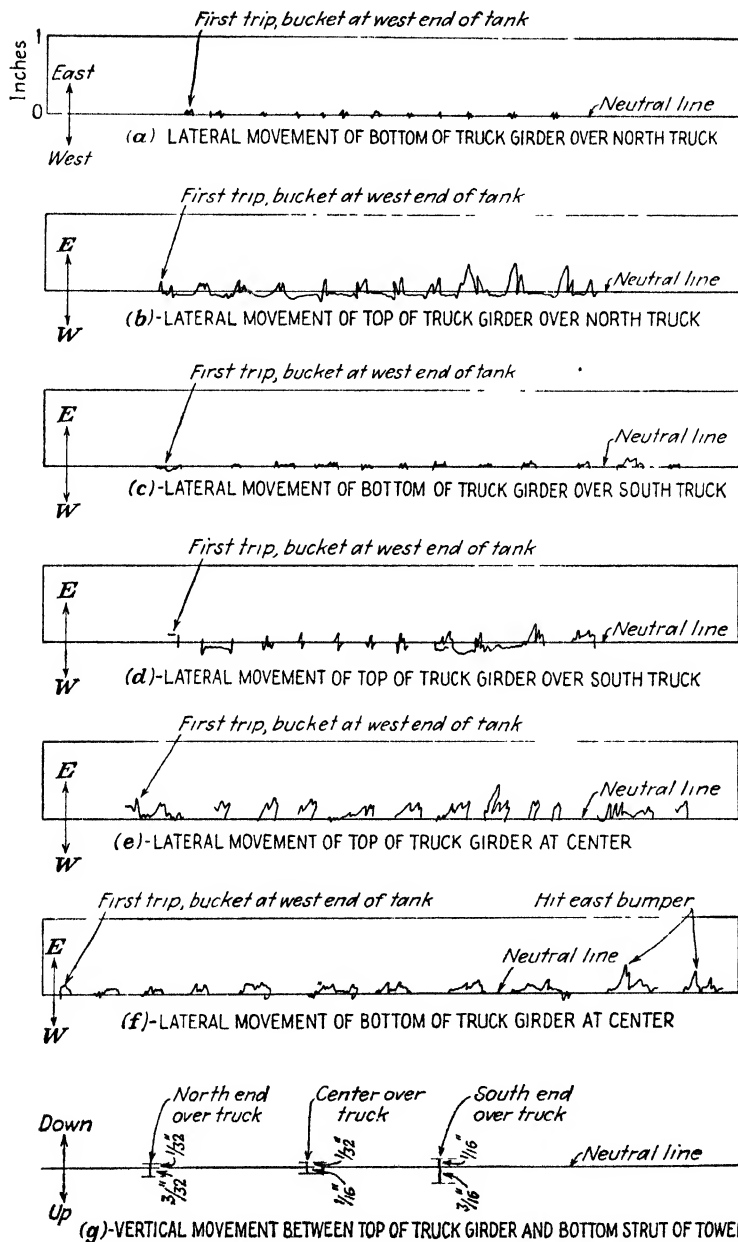 First trip, bucket at west end of tank
1
Inches
East
0
Neutral line
West
(a) LATERAL MOVEMENT OF BOTTOM OF TRUCK GIRDER OVER NORTH TRUCK
First trip, bucket at west end of tank
E
Neutral line
W
(b)-LATERAL MOVEMENT OF TOP OF TRUCK GIRDER OVER NORTH TRUCK
First trip, bucket at west end of tank
E
Neutral line
W
(c)-LATERAL MOVEMENT OF BOTTOM OF TRUCK GIRDER OVER SOUTH TRUCK
First trip, bucket at west end of tank
E
Neutral line
W
(d)-LATERAL MOVEMENT OF TOP OF TRUCK GIRDER OVER SOUTH TRUCK
First trip, bucket at west end of tank
E
Neutral line
W
(e)-LATERAL MOVEMENT OF TOP OF TRUCK GIRDER AT CENTER
First trip, bucket at west end of tank
Hit east bumper
E
Neutral line
W
(f)-LATERAL MOVEMENT OF BOTTOM OF TRUCK GIRDER AT CENTER
North end
over truck
Center over
truck
South end
over truck
Down
1/32"
1/32"
1/16"
Neutral line
3/32"
1/16"
3/16"
Up
(g)-VERTICAL MOVEMENT BETWEEN TOP OF TRUCK GIRDER AND BOTTOM STRUT OF TOWE